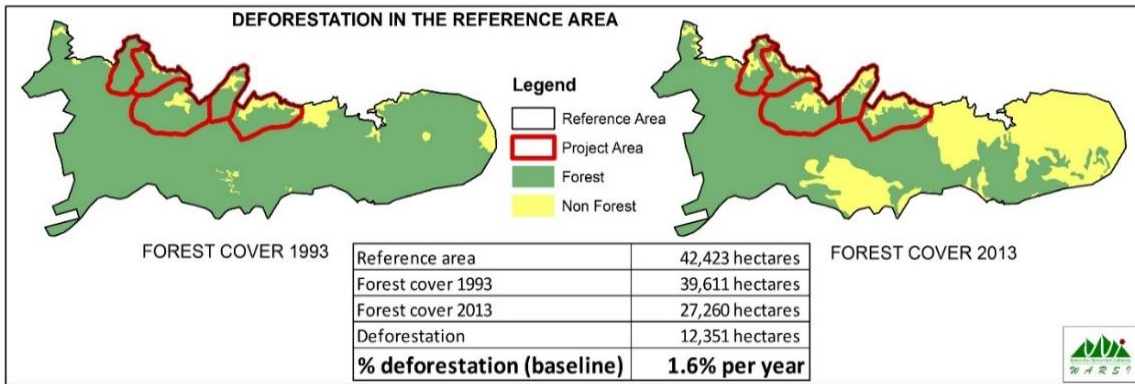 DEFORESTATION IN THE REFERENCE AREA
Legend
Reference Area
Project Area
Forest
Non Forest
FOREST COVER 1993
FOREST COVER 2013
Reference area 42,423 hectares
Forest cover 1993 39,611 hectares
Forest cover 2013 27,260 hectares
Deforestation 12,351 hectares
% deforestation (baseline) 1.6% per year
WARSI